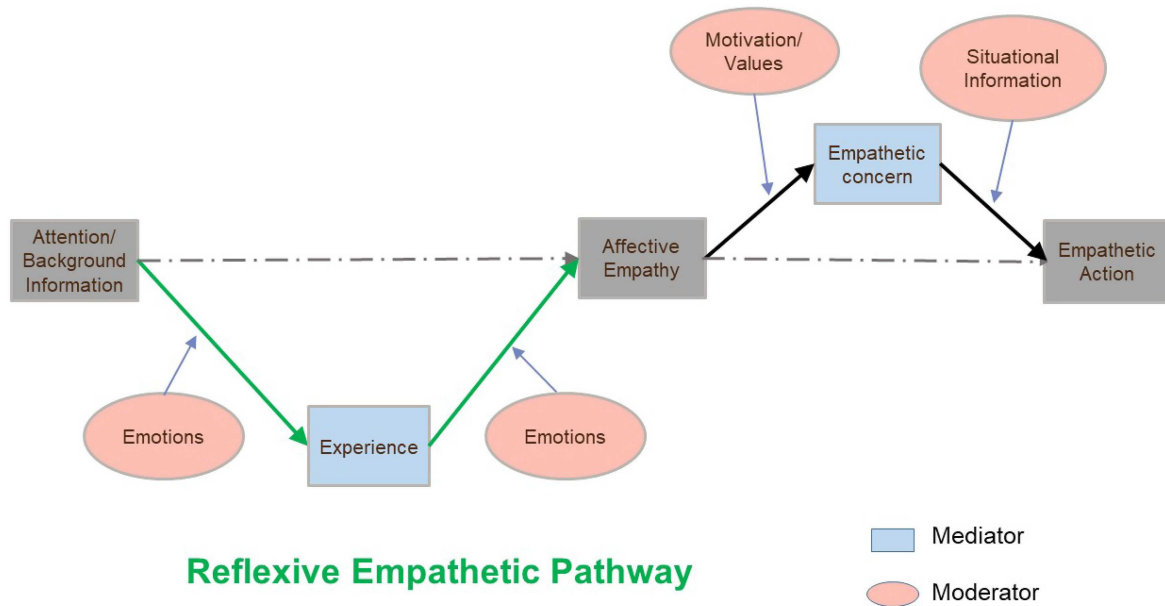 Motivation/
Values
Situational
Information
Empathetic
concern
Attention/
Background
Information
Affective
Empathy
Empathetic
Action
Emotions
Experience
Emotions
Reflexive Empathetic Pathway
Mediator
Moderator